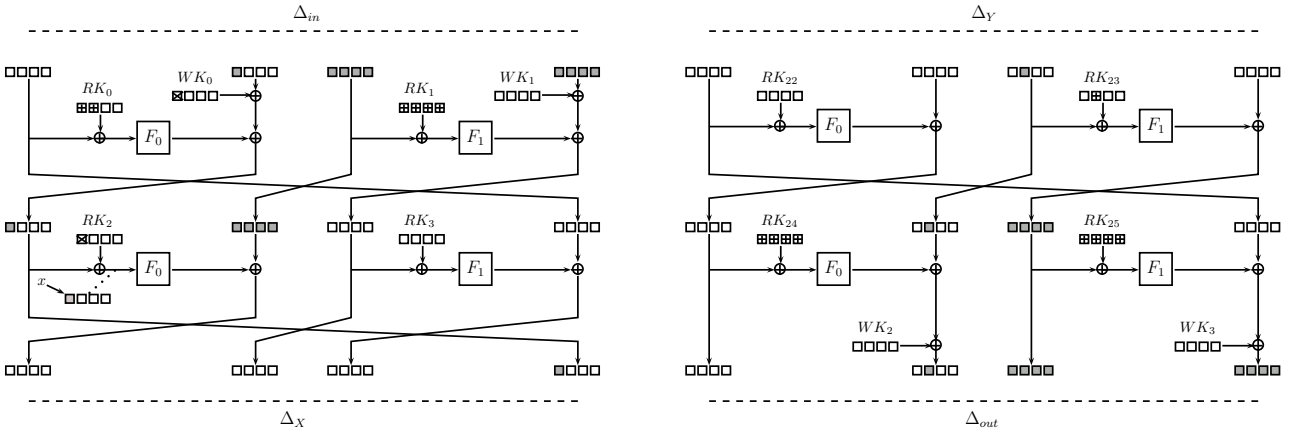 Δ_in Δ_Y
RK_0 WK_0 RK_1 WK_1 RK_22 RK_23
F_0 F_1 F_0 F_1
RK_2 RK_3 RK_24 RK_25
F_0 F_1 F_0 F_1
x
WK_2 WK_3
Δ_X Δ_out